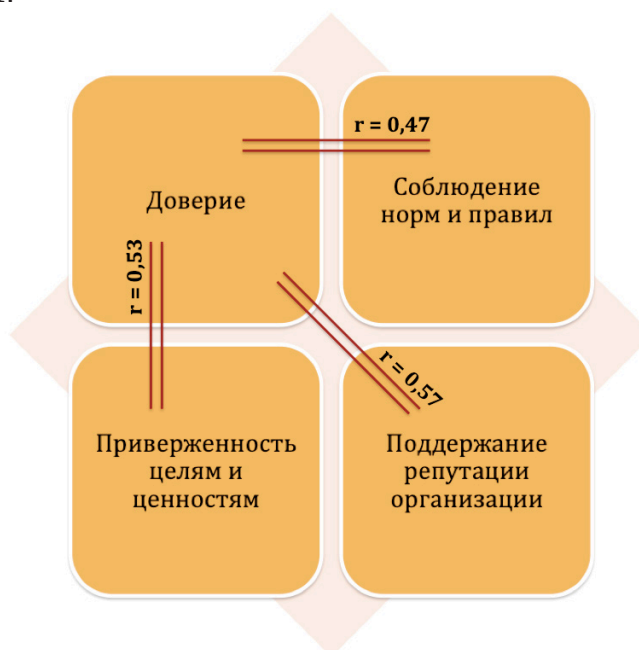 r = 0,47
Доверие
Соблюдение
норм и правил
r = 0,53
r = 0,57
Приверженность
целям и
ценностям
Поддержание
репутации
организации